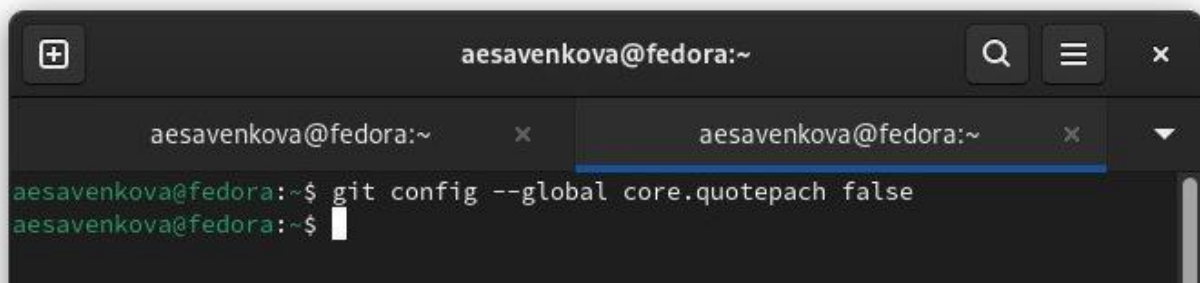 aesavenkova@fedora:~
aesavenkova@fedora:~ aesavenkova@fedora:~
aesavenkova@fedora:~$ git config --global core.quotepach false
aesavenkova@fedora:~$